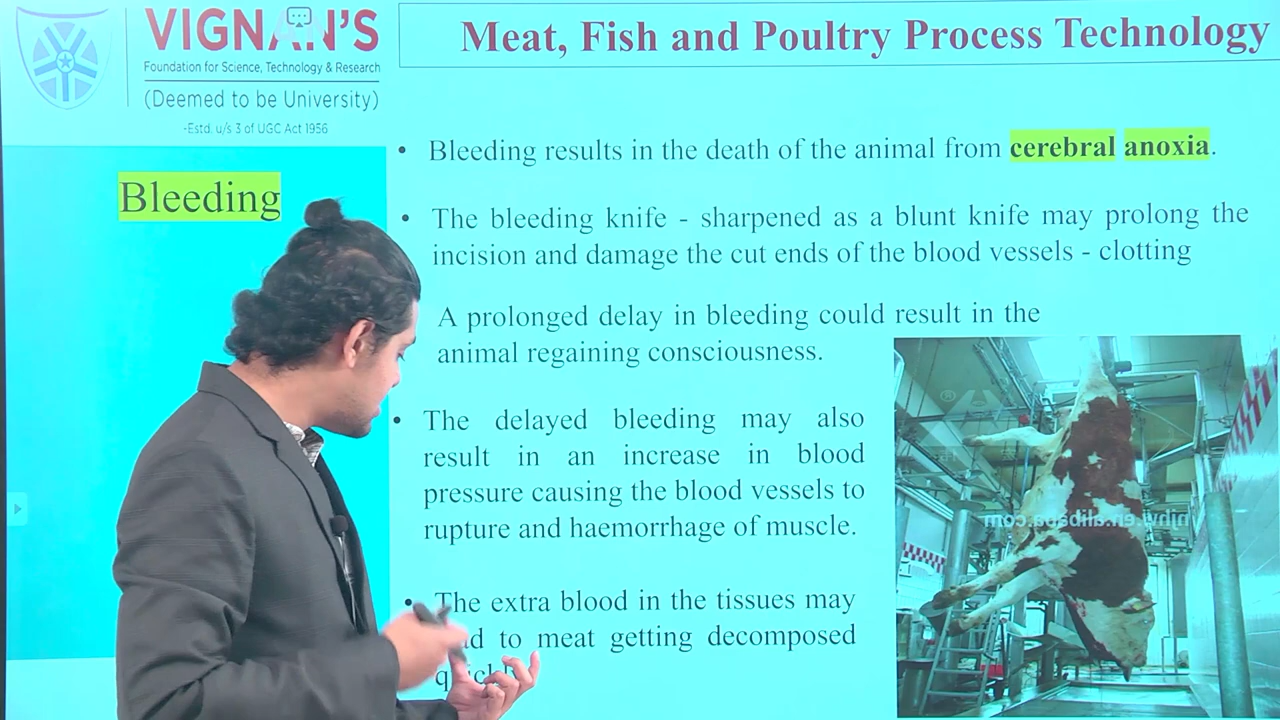 VIGNAN'S
Foundation for Science, Technology & Research
(Deemed to be University)
-Estd. u/s 3 of UGC Act 1956
Meat, Fish and Poultry Process Technology
Bleeding
• Bleeding results in the death of the animal from cerebral anoxia.
• The bleeding knife - sharpened as a blunt knife may prolong the
incision and damage the cut ends of the blood vessels - clotting
A prolonged delay in bleeding could result in the
animal regaining consciousness.
• The delayed bleeding may also
result in an increase in blood
pressure causing the blood vessels to
rupture and haemorrhage of muscle.
• The extra blood in the tissues may
to meat getting decomposed
njhyj.en.alibaba.com